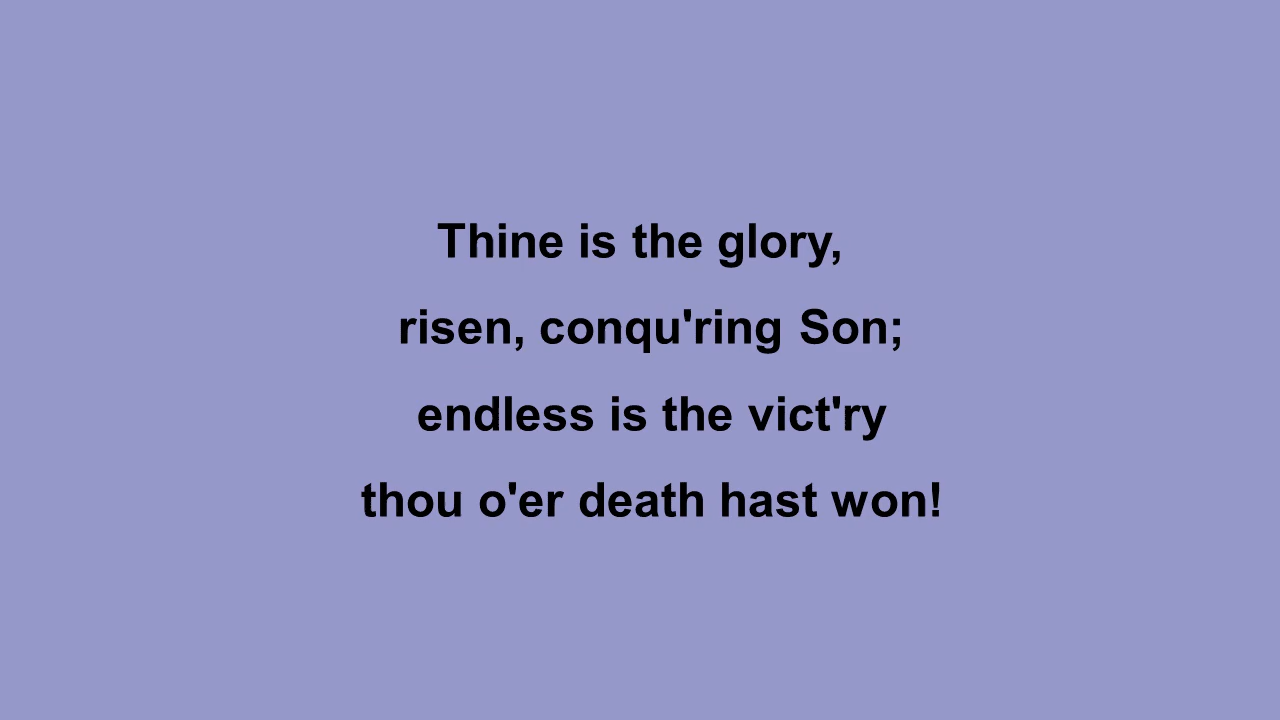 Thine is the glory,
risen, conqu'ring Son;
endless is the vict'ry
thou o'er death hast won!